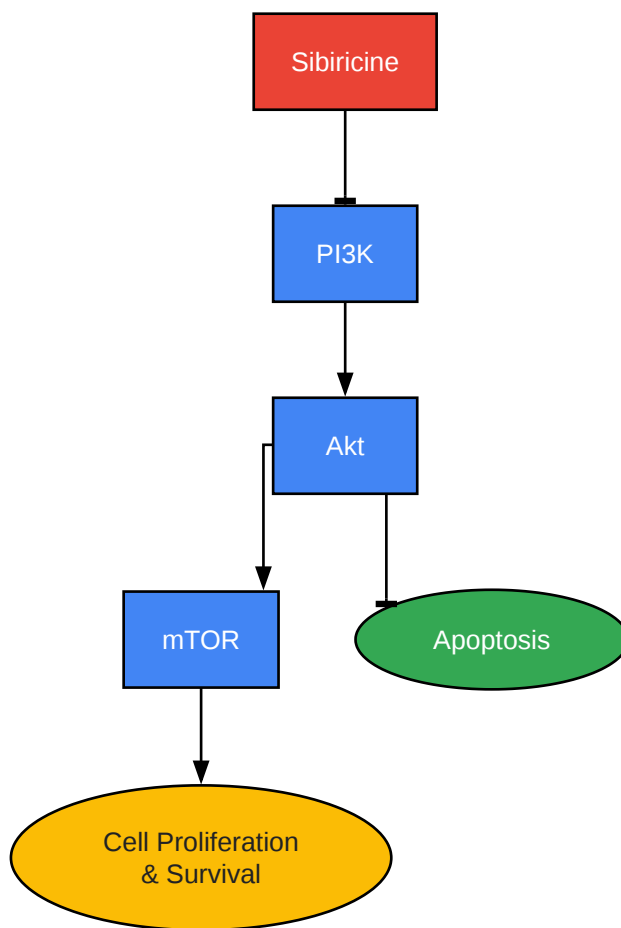 Sibiricine
PI3K
Akt
mTOR
Apoptosis
Cell Proliferation
& Survival